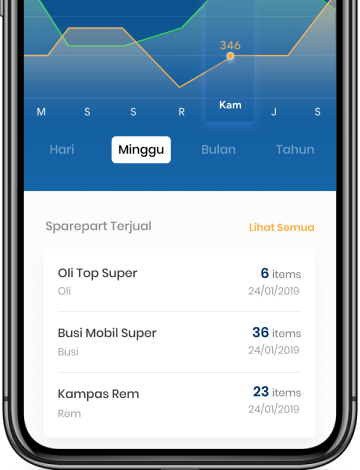 346
M S S R Kam J S
Hari Minggu Bulan Tahun
Sparepart Terjual Lihat Semua
Oli Top Super 6 items
Oli 24/01/2019
Busi Mobil Super 36 items
Busi 24/01/2019
Kampas Rem 23 items
Rem 24/01/2019